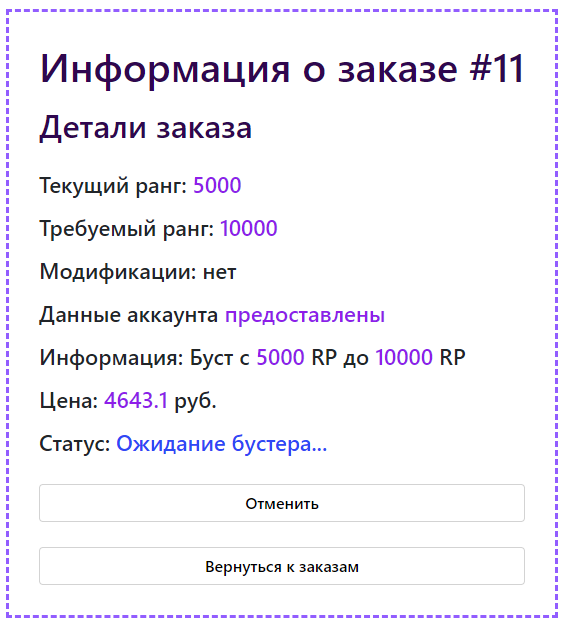 Информация о заказе #11
Детали заказа
Текущий ранг: 5000
Требуемый ранг: 10000
Модификации: нет
Данные аккаунта предоставлены
Информация: Буст с 5000 RP до 10000 RP
Цена: 4643.1 руб.
Статус: Ожидание бустера...
Отменить
Вернуться к заказам